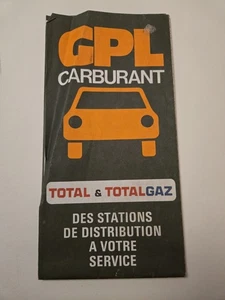 GPL
CARBURANT
TOTAL & TOTALGAZ
DES STATIONS
DE DISTRIBUTION
A VOTRE
SERVICE